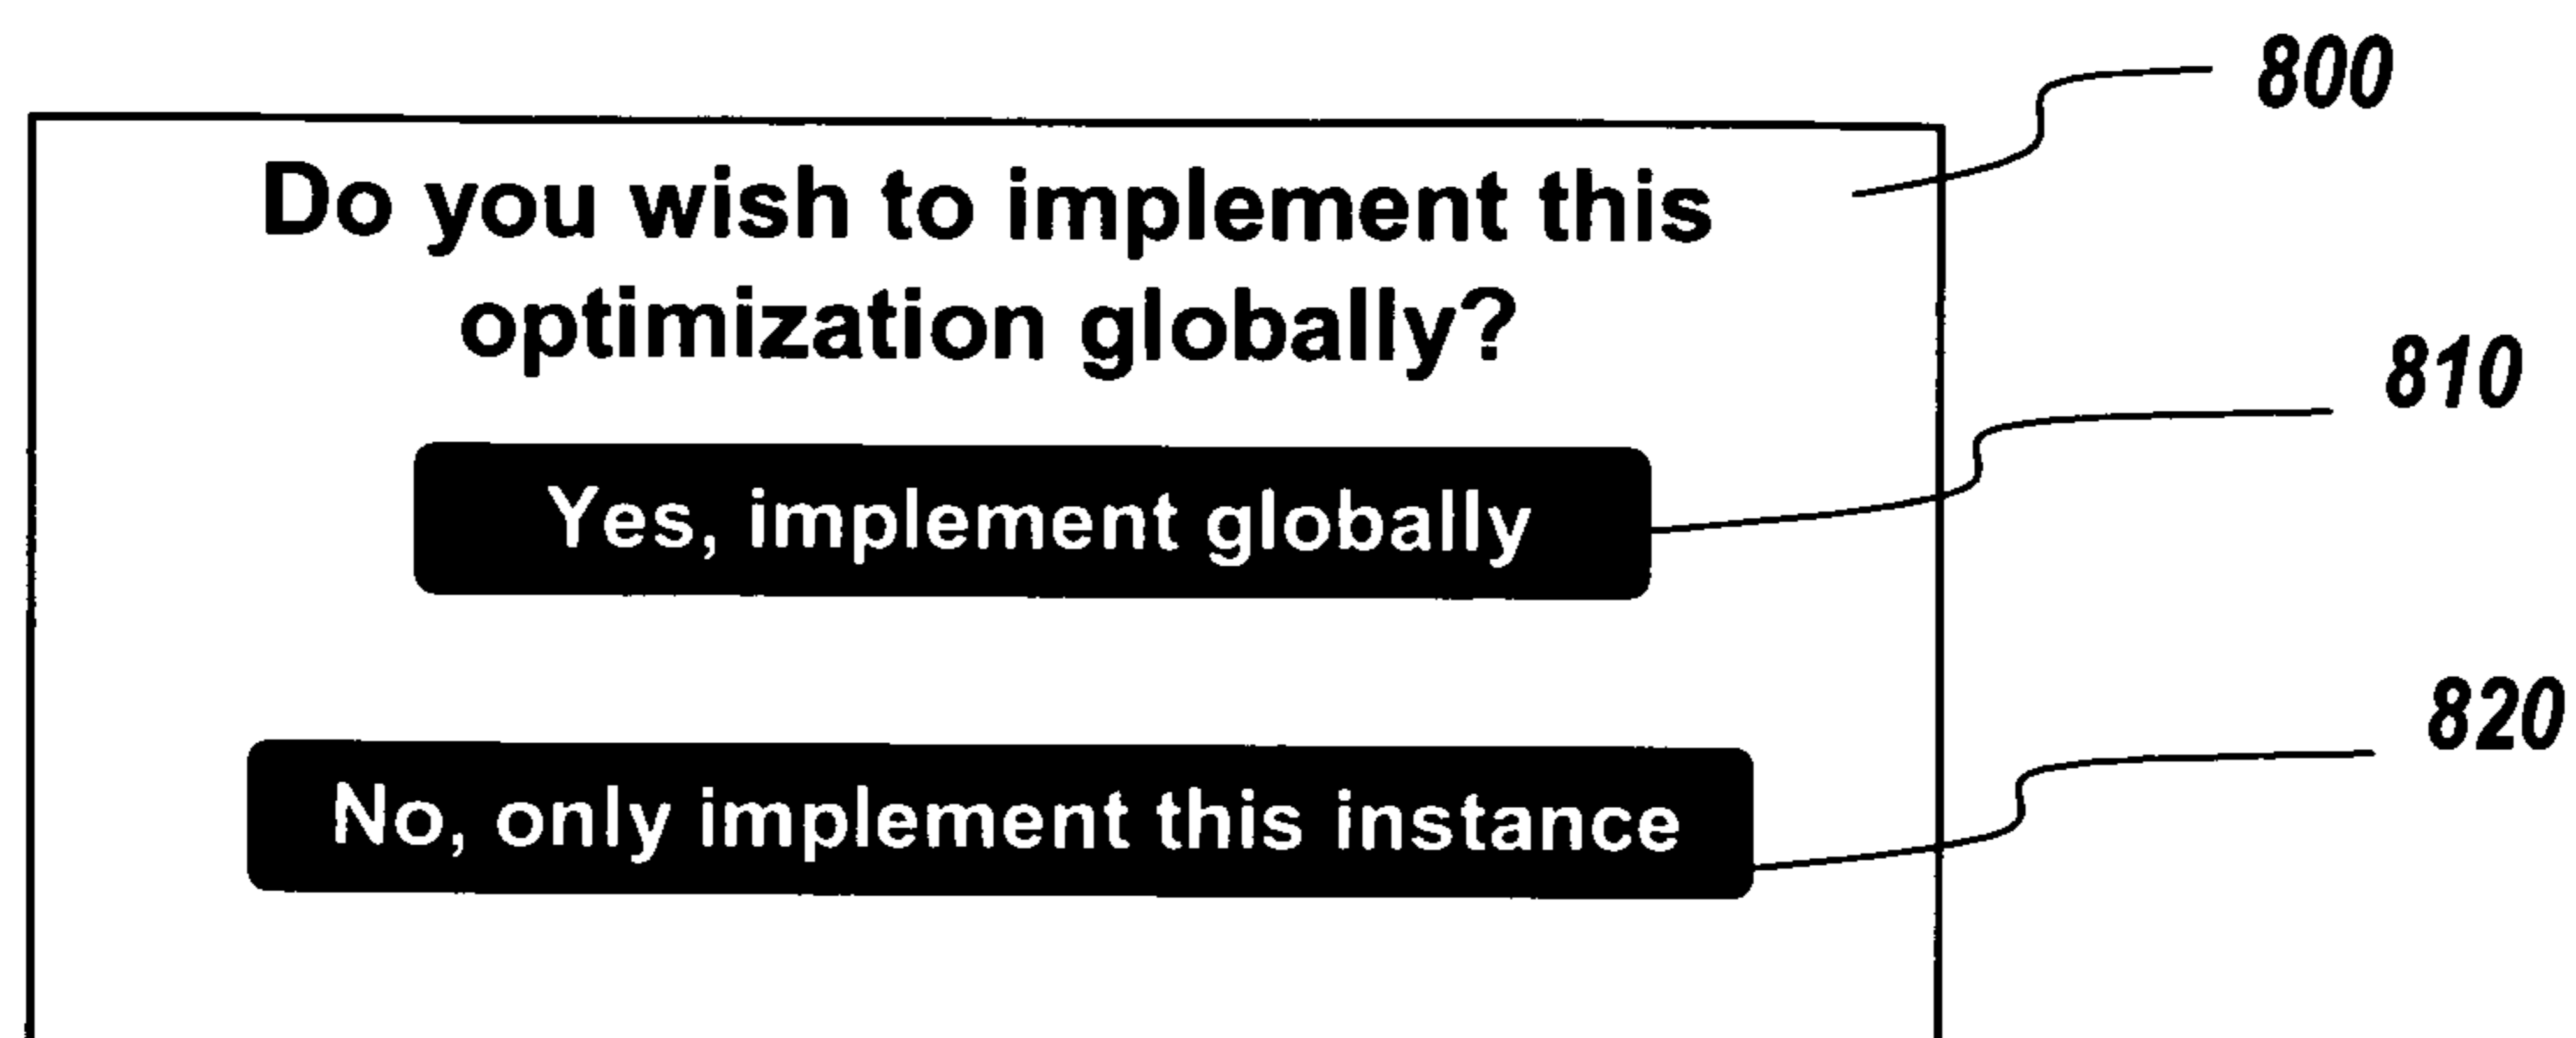 800
Do you wish to implement this
optimization globally?
810
Yes, implement globally
820
No, only implement this instance